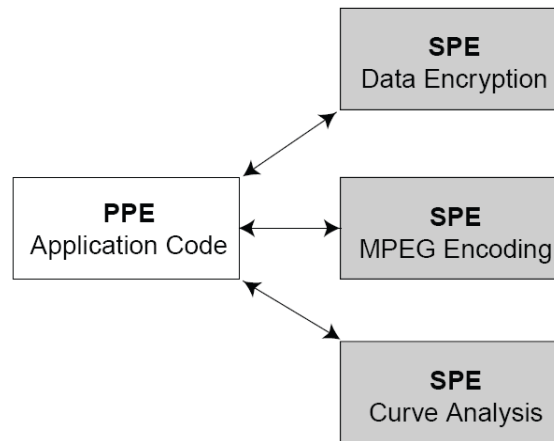 SPE
Data Encryption
PPE
Application Code
SPE
MPEG Encoding
SPE
Curve Analysis